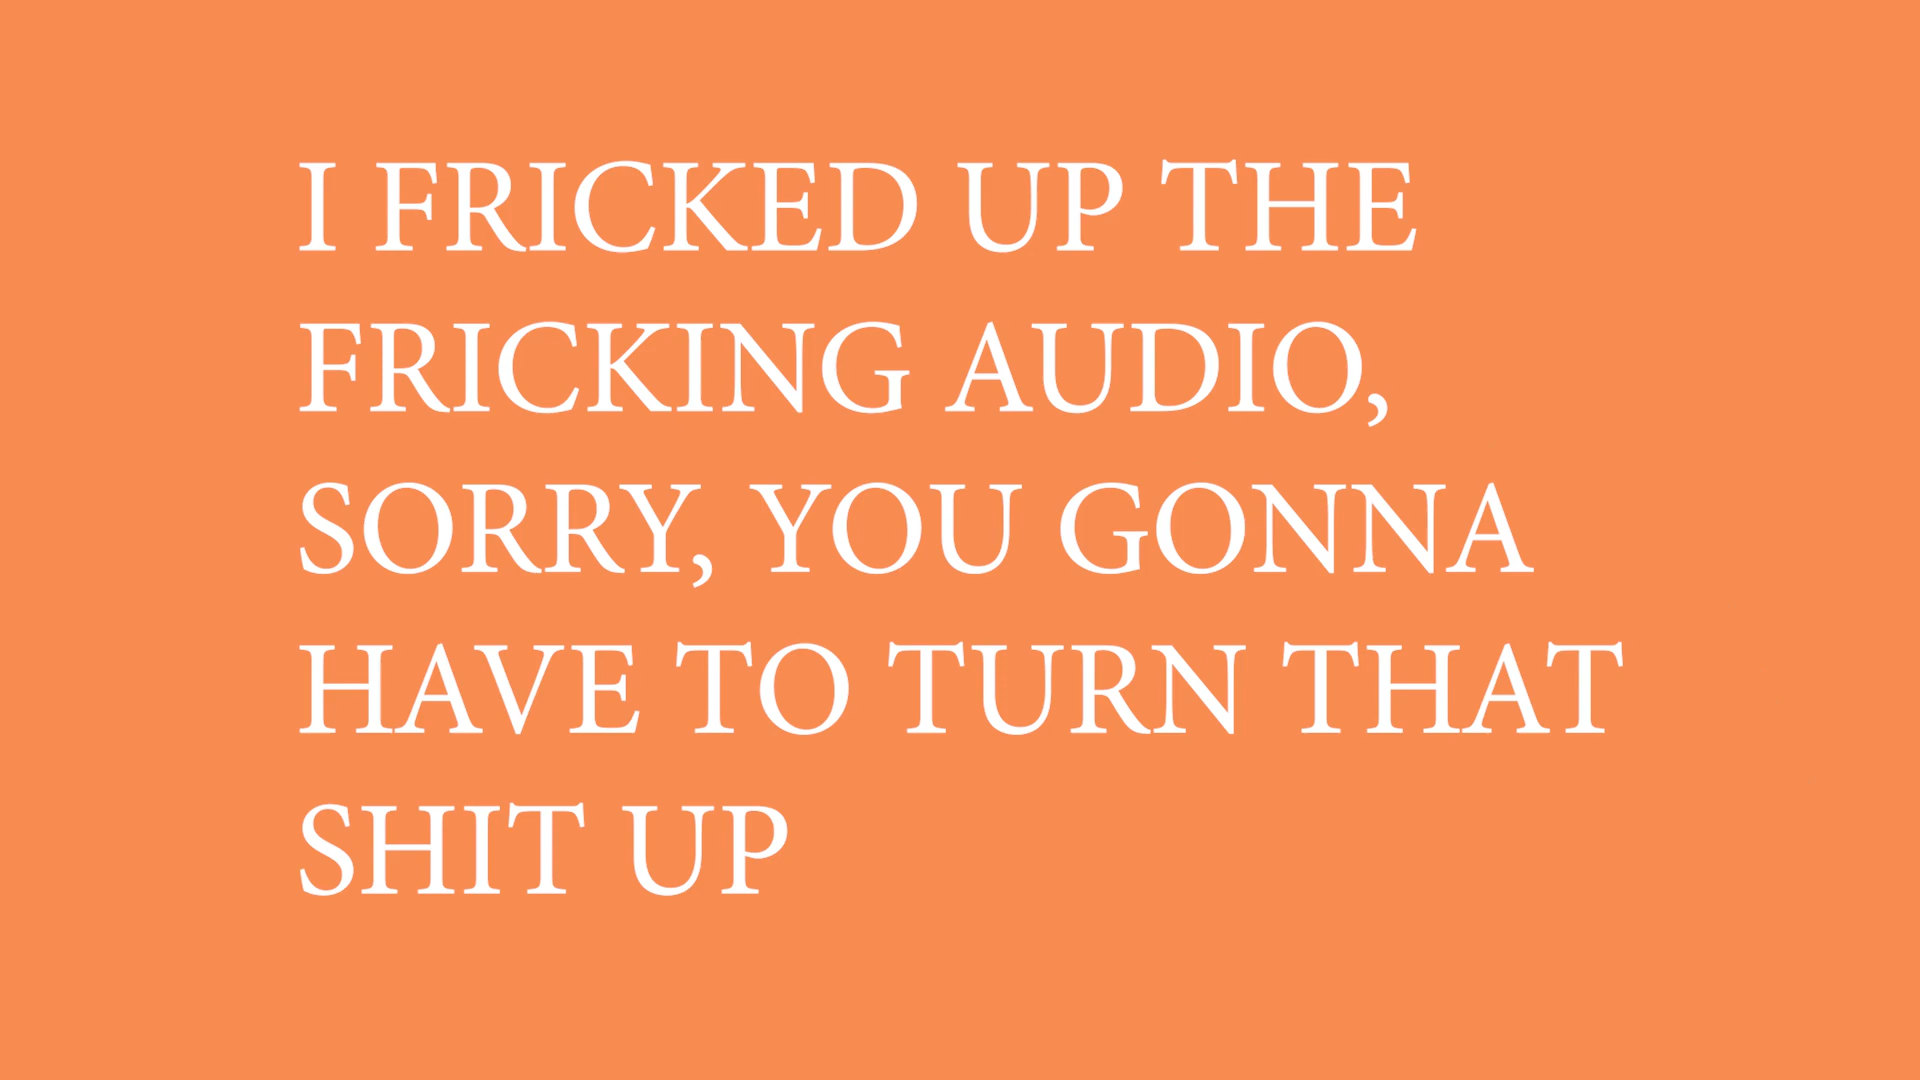 I FRICKED UP THE
FRICKING AUDIO,
SORRY, YOU GONNA
HAVE TO TURN THAT
SHIT UP